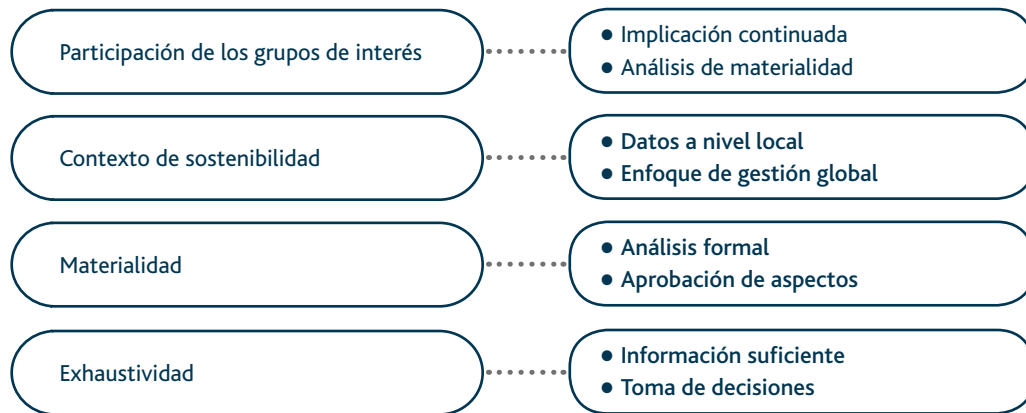 Participación de los grupos de interés
• Implicación continuada
• Análisis de materialidad
Contexto de sostenibilidad
• Datos a nivel local
• Enfoque de gestión global
Materialidad
• Análisis formal
• Aprobación de aspectos
Exhaustividad
• Información suficiente
• Toma de decisiones